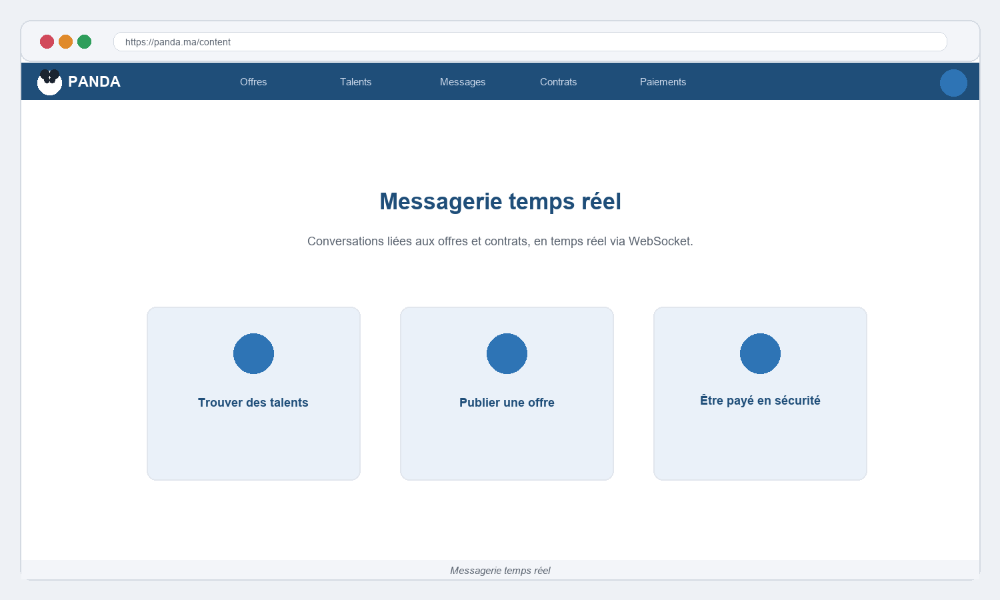 https://panda.ma/content
PANDA
Offres
Talents
Messages
Contrats
Paiements
Messagerie temps réel
Conversations liées aux offres et contrats, en temps réel via WebSocket.
Trouver des talents
Publier une offre
Être payé en sécurité
Messagerie temps réel